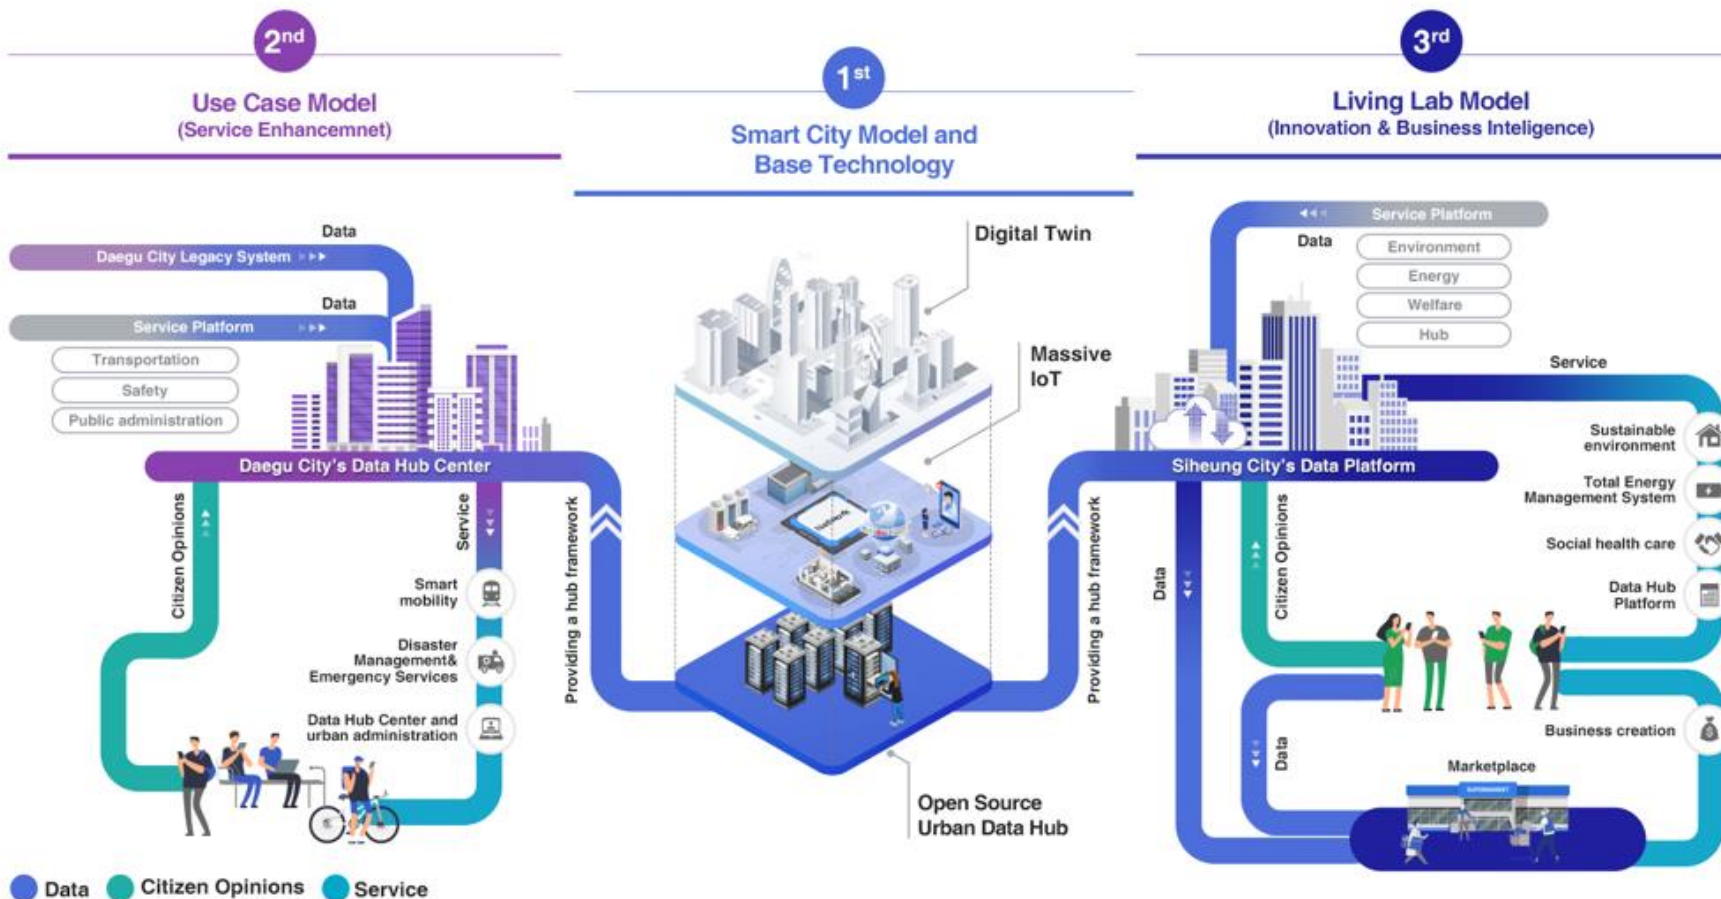 2nd
Use Case Model
(Service Enhancemnet)
Data
Daegu City Legacy System
Data
Service Platform
Transportation
Safety
Public administration
Daegu City's Data Hub Center
Citizen Opinions
Service
Smart
mobility
Disaster
Management&
Emergency Services
Data Hub Center and
urban administration
Providing a hub framework
1st
Smart City Model and
Base Technology
Digital Twin
Massive
IoT
Network
Open Source
Urban Data Hub
Providing a hub framework
3rd
Living Lab Model
(Innovation & Business Inteligence)
Service Platform
Data
Environment
Energy
Welfare
Hub
Service
Siheung City's Data Platform
Sustainable
environment
Total Energy
Management System
Social health care
Data Hub
Platform
Data
Citizen Opinions
Business creation
Data
Marketplace
SUPERMARKET
Data
Citizen Opinions
Service